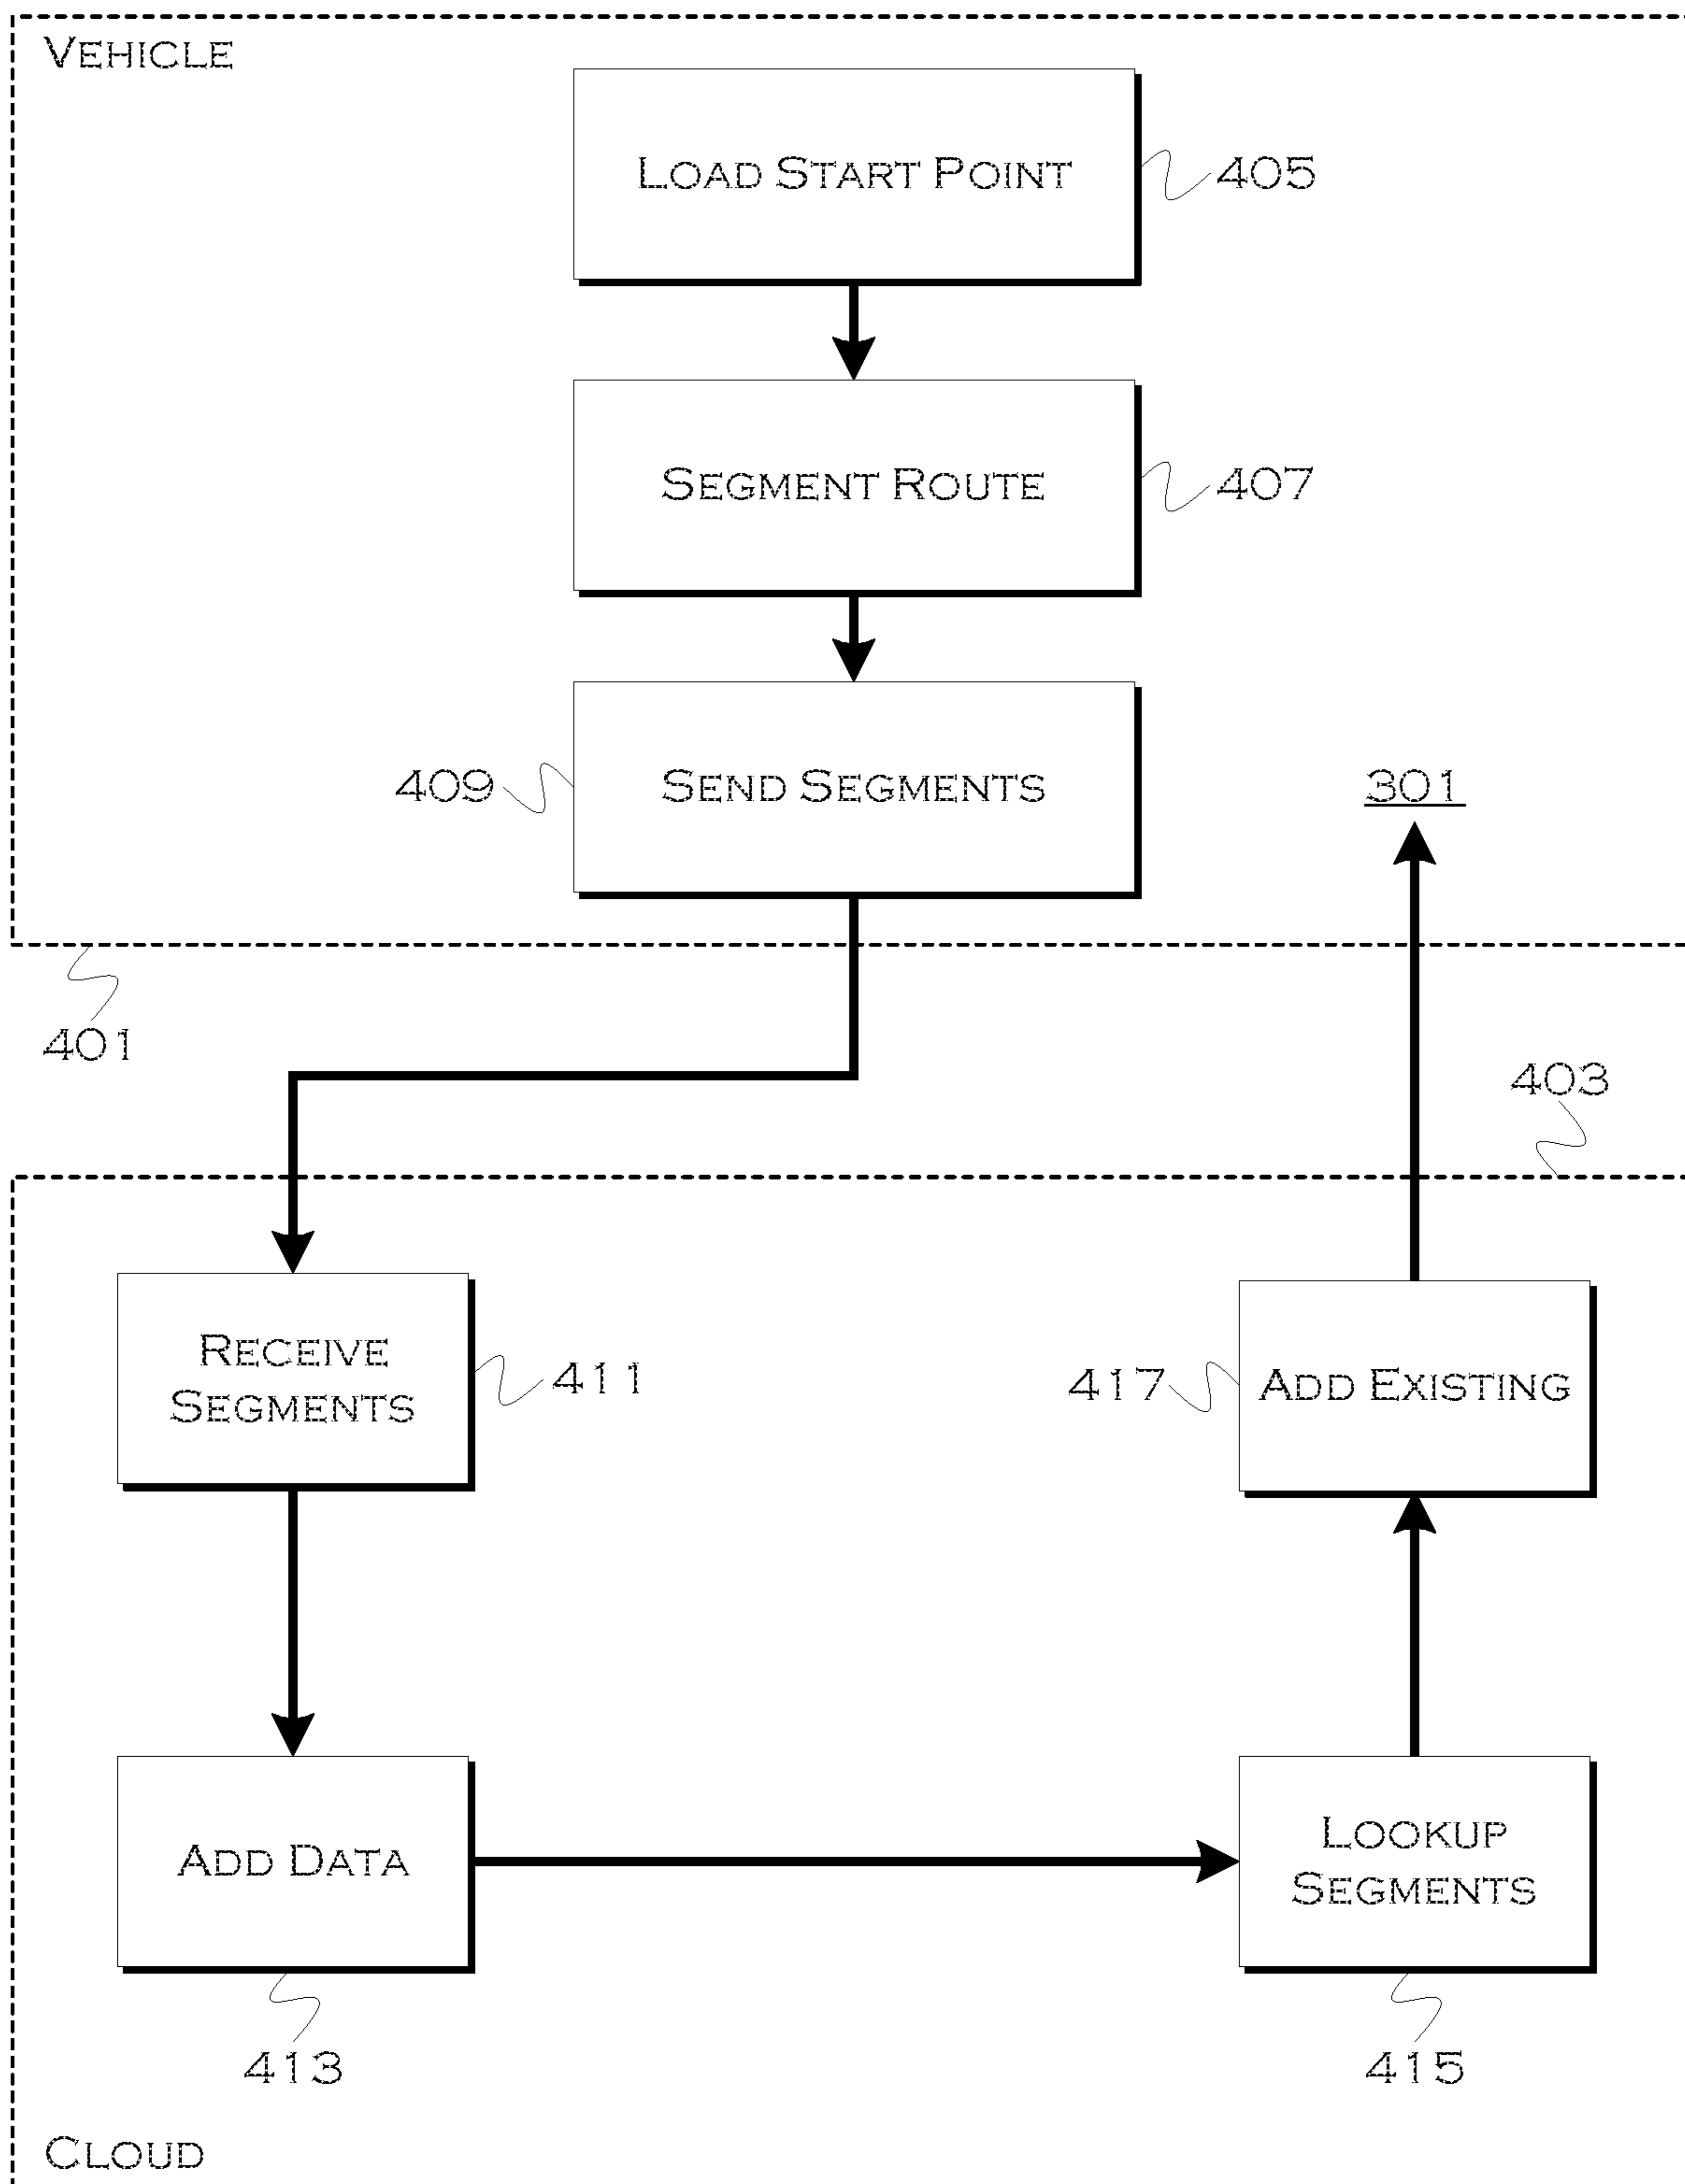 VEHICLE
LOAD START POINT
405
SEGMENT ROUTE
407
409
SEND SEGMENTS
301
401
403
RECEIVE
SEGMENTS
411
417
ADD EXISTING
ADD DATA
LOOKUP
SEGMENTS
413
415
CLOUD